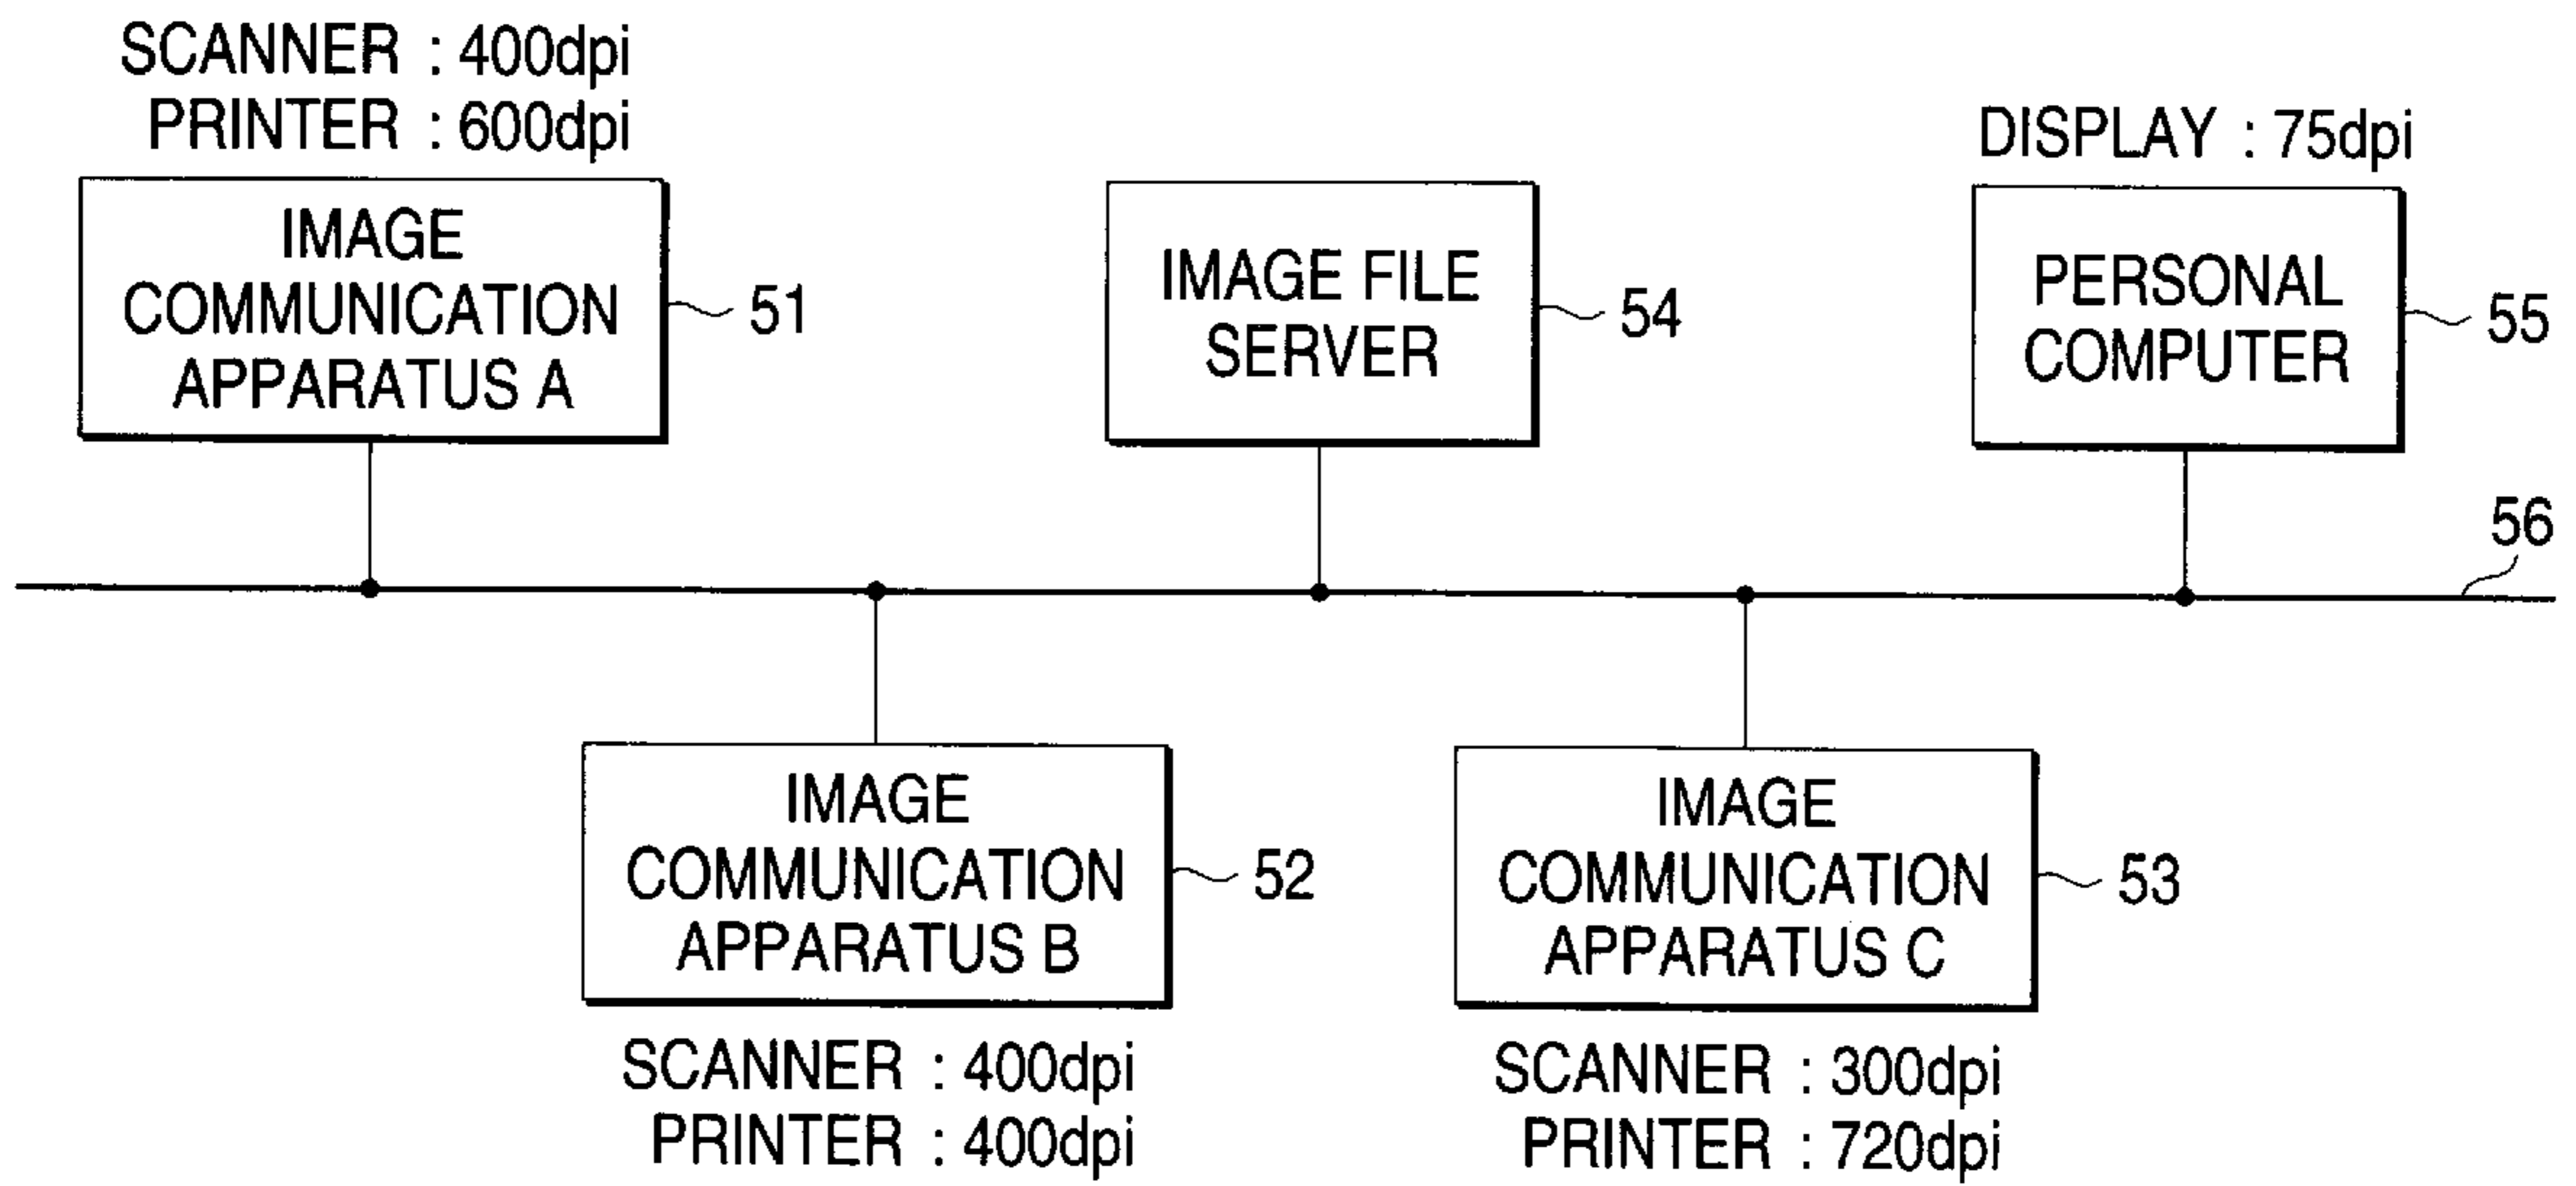 SCANNER : 400dpi
PRINTER : 600dpi
IMAGE
COMMUNICATION
APPARATUS A
51
IMAGE FILE
SERVER
54
DISPLAY : 75dpi
PERSONAL
COMPUTER
55
56
IMAGE
COMMUNICATION
APPARATUS B
52
SCANNER : 400dpi
PRINTER : 400dpi
IMAGE
COMMUNICATION
APPARATUS C
53
SCANNER : 300dpi
PRINTER : 720dpi